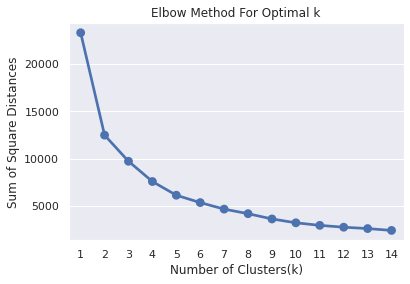 Elbow Method For Optimal k
Sum of Square Distances
20000
15000
10000
5000
1 2 3 4 5 6 7 8 9 10 11 12 13 14
Number of Clusters(k)